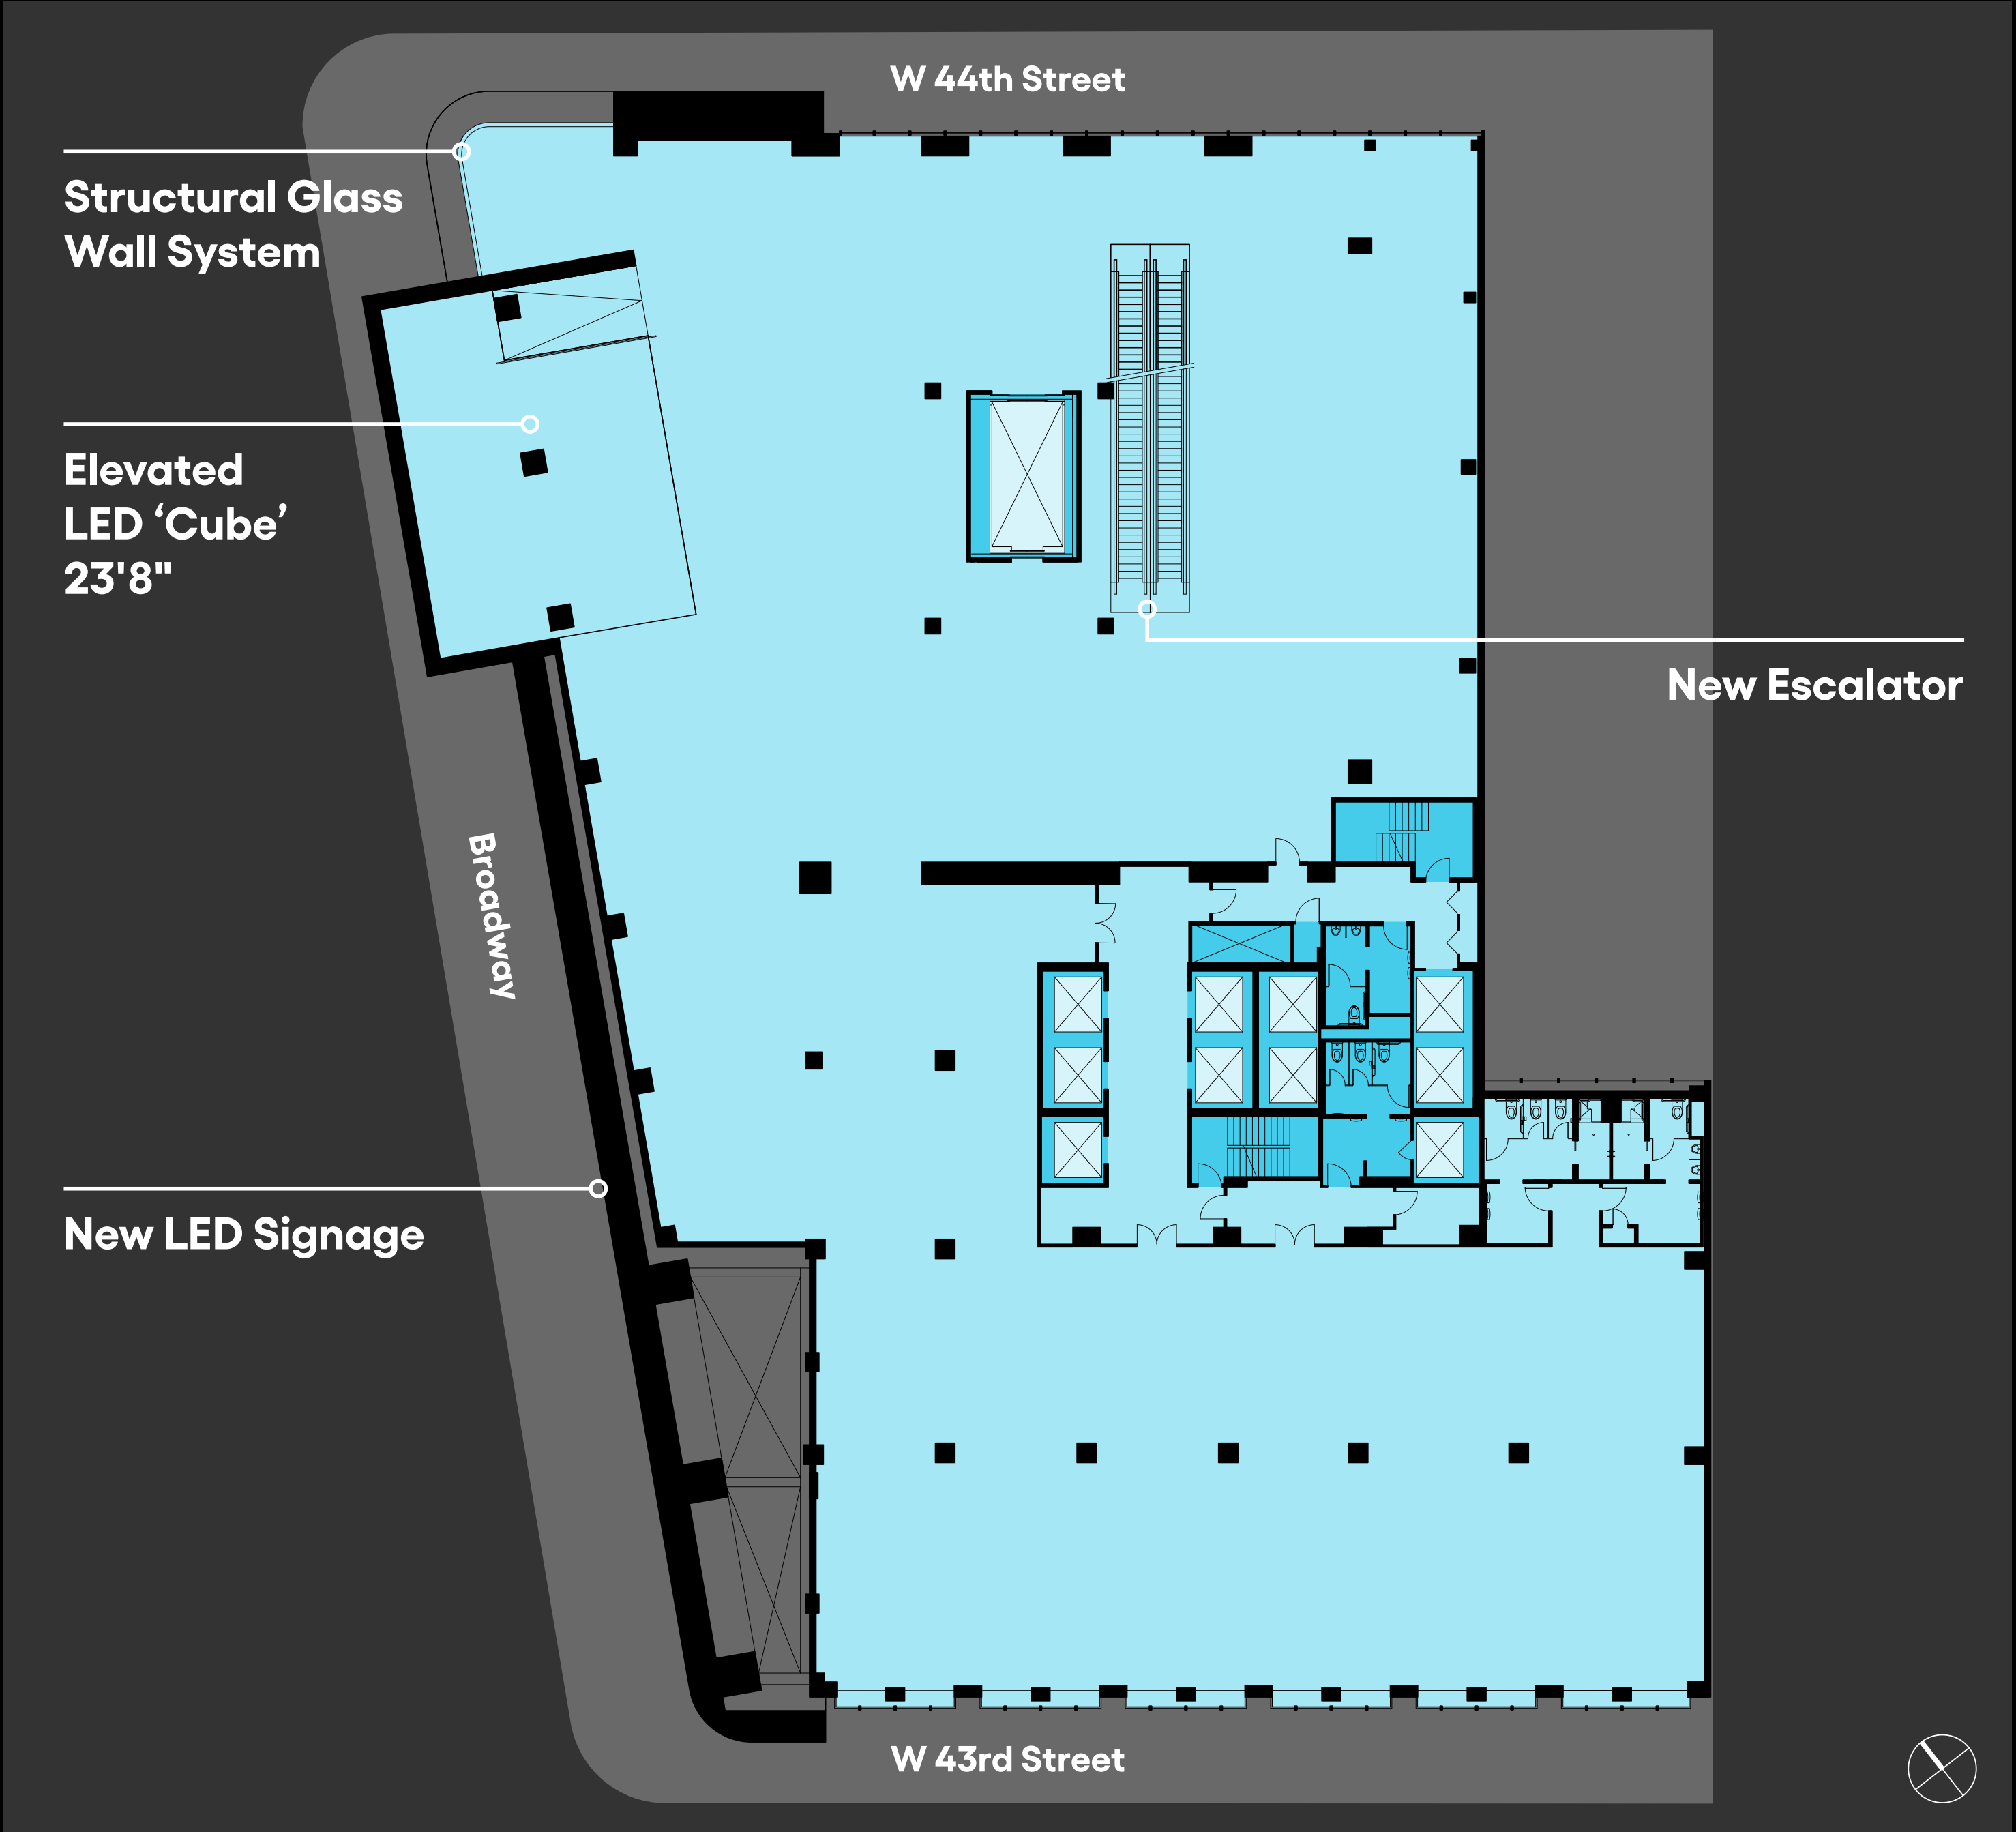 W 44th Street
Structural Glass
Wall System
Elevated
LED ‘Cube’
23'8"
New Escalator
Broadway
New LED Signage
W 43rd Street